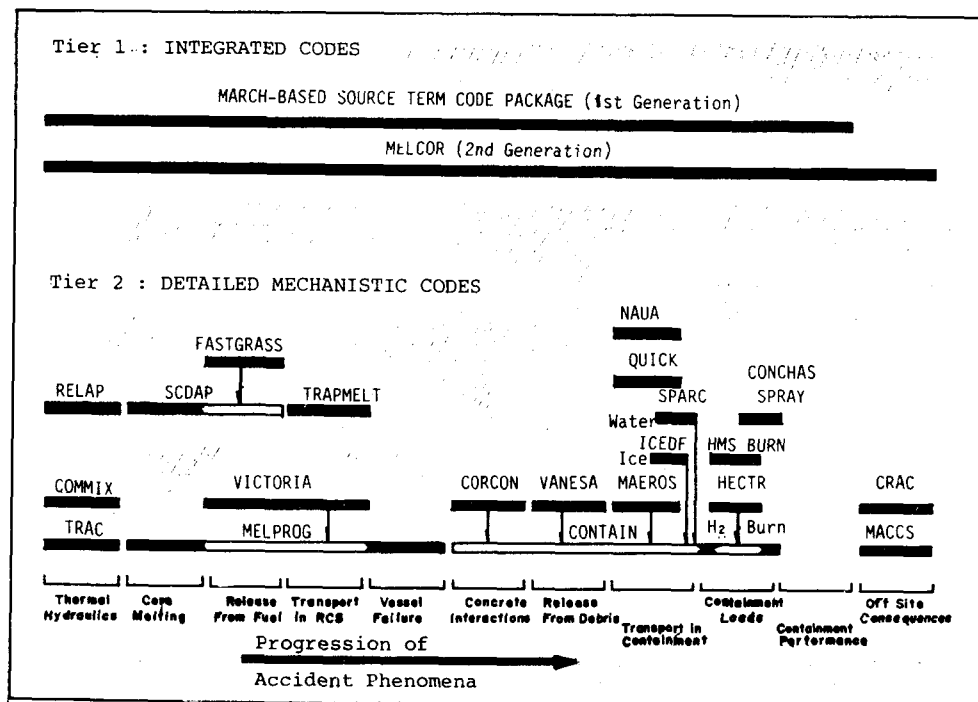 Tier 1 : INTEGRATED CODES
MARCH-BASED SOURCE TERM CODE PACKAGE (1st Generation)
MELCOR (2nd Generation)
Tier 2 : DETAILED MECHANISTIC CODES
NAUA
FASTGRASS
QUICK
CONCHAS
SPRAY
RELAP
SCDAP
TRAPMELT
SPARC
Water
ICEDF
Ice
HMS BURN
COMMIX
VICTORIA
CORCON
VANESA
MAEROS
HECTR
CRAC
TRAC
MELPROG
CONTAIN
H2 Burn
MACCS
Thermal
Hydraulics
Core
Melting
Release
From Fuel
Transport
in RCS
Vessel
Failure
Concrete
Interactions
Release
From Debris
Transport in
Containment
Containment
Loads
Containment
Performance
Off Site
Consequences
Progression of
Accident Phenomena